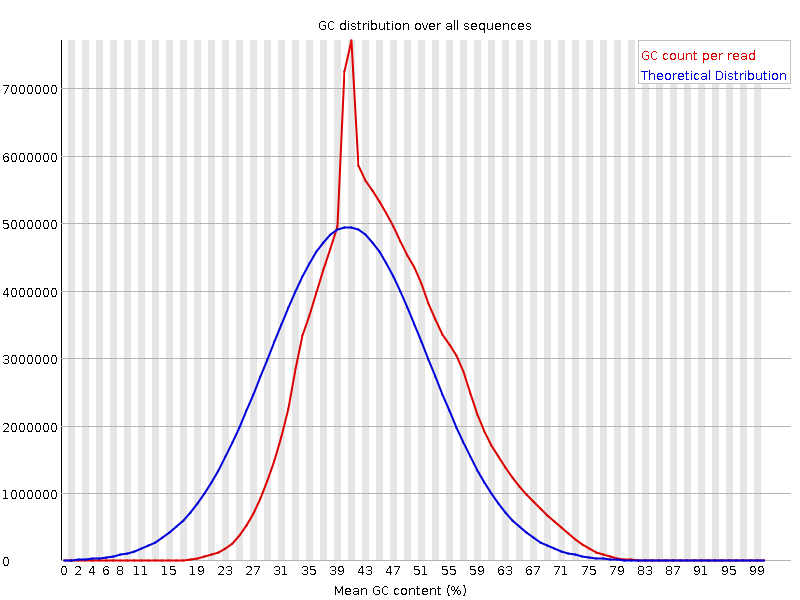 GC distribution over all sequences
GC count per read
Theoretical Distribution
7000000
6000000
5000000
4000000
3000000
2000000
1000000
0
0 2 4 6 8 11 15 19 23 27 31 35 39 43 47 51 55 59 63 67 71 75 79 83 87 91 95 99
Mean GC content (%)